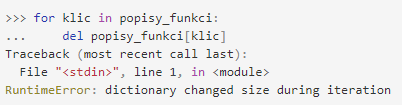 >>> for klic in popisy_funkci:
...     del popisy_funkci[klic]
Traceback (most recent call last):
  File "<stdin>", line 1, in <module>
RuntimeError: dictionary changed size during iteration